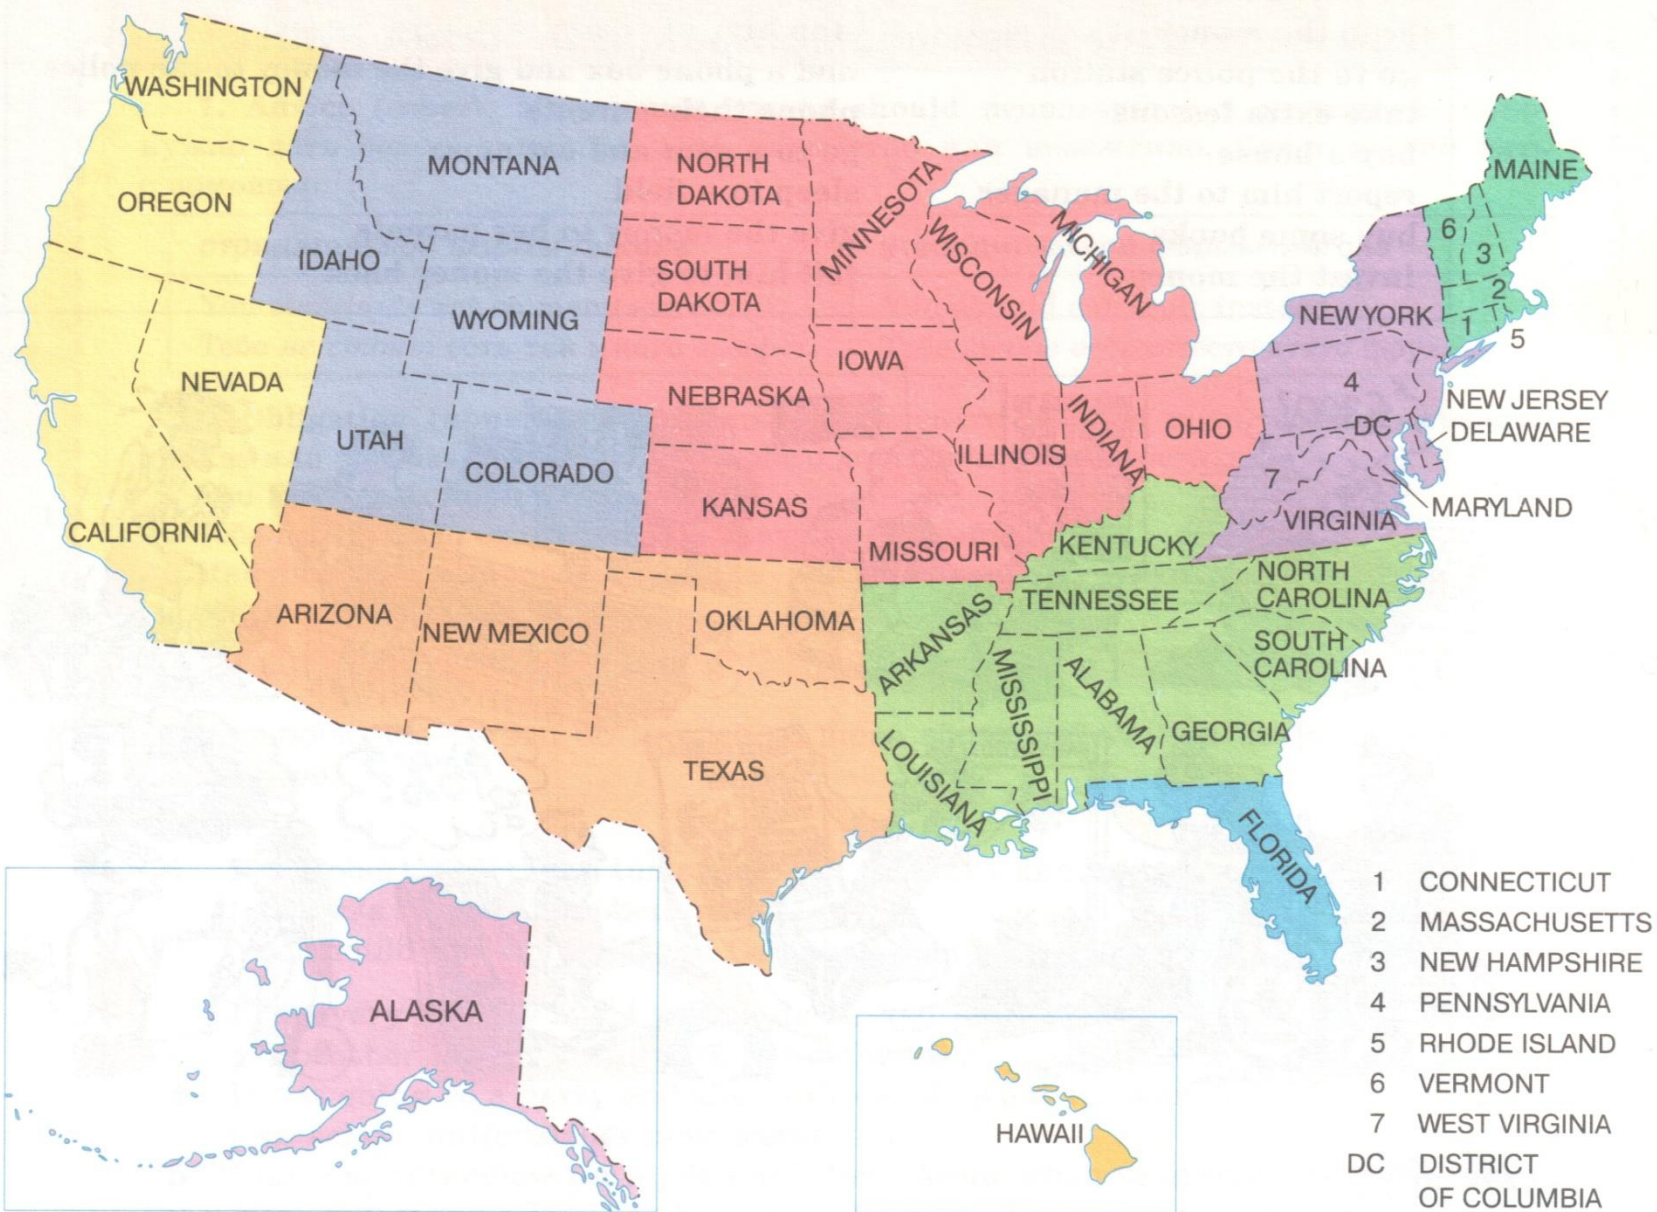 WASHINGTON
OREGON
CALIFORNIA
NEVADA
IDAHO
MONTANA
WYOMING
UTAH
COLORADO
ARIZONA
NEW MEXICO
TEXAS
OKLAHOMA
NORTH
DAKOTA
SOUTH
DAKOTA
NEBRASKA
KANSAS
MINNESOTA
IOWA
MISSOURI
WISCONSIN
ILLINOIS
MICHIGAN
INDIANA
OHIO
KENTUCKY
TENNESSEE
ARKANSAS
LOUISIANA
MISSISSIPPI
ALABAMA
GEORGIA
FLORIDA
NORTH
CAROLINA
SOUTH
CAROLINA
VIRGINIA
7
DC
4
NEW YORK
MAINE
6
3
2
1
5
NEW JERSEY
DELAWARE
MARYLAND
ALASKA
HAWAII
1 CONNECTICUT
2 MASSACHUSETTS
3 NEW HAMPSHIRE
4 PENNSYLVANIA
5 RHODE ISLAND
6 VERMONT
7 WEST VIRGINIA
DC DISTRICT
OF COLUMBIA